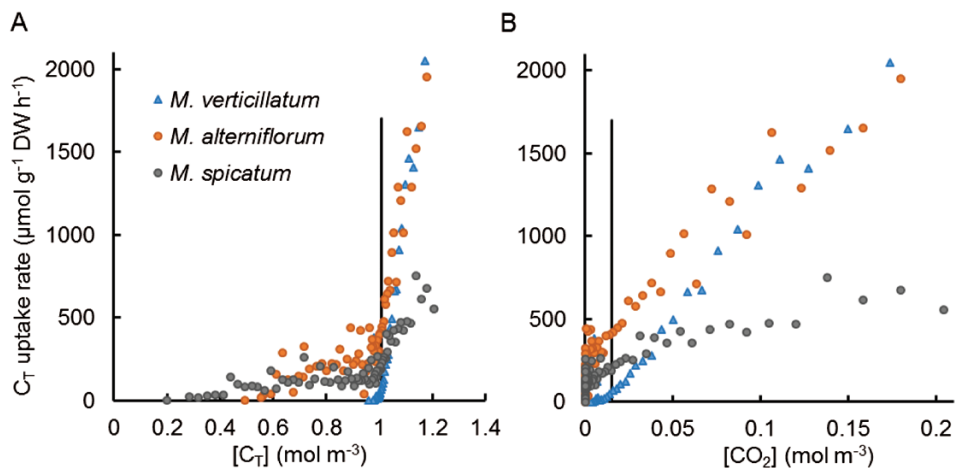 A
B
C_T uptake rate (µmol g⁻¹ DW h⁻¹)
2000
1500
1000
500
0
M. verticillatum
M. alterniflorum
M. spicatum
0 0.2 0.4 0.6 0.8 1 1.2 1.4
[C_T] (mol m⁻³)
2000
1500
1000
500
0
0 0.05 0.10 0.15 0.20
[CO₂] (mol m⁻³)